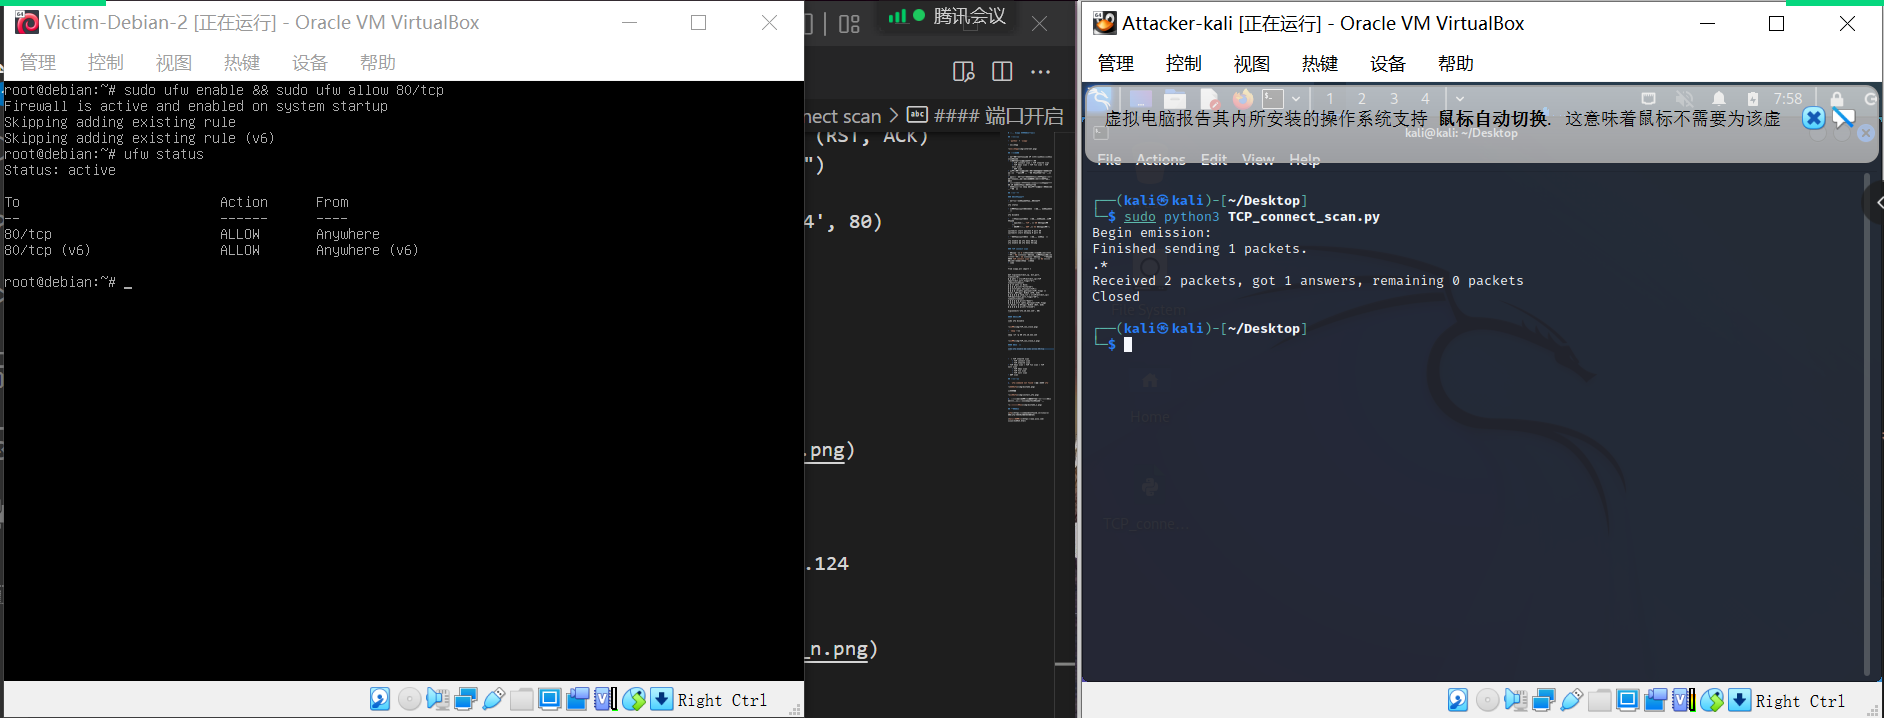 Victim-Debian-2 [正在运行] - Oracle VM VirtualBox
管理 控制 视图 热键 设备 帮助
root@debian:~# sudo ufw enable && sudo ufw allow 80/tcp
Firewall is active and enabled on system startup
Skipping adding existing rule
Skipping adding existing rule (v6)
root@debian:~# ufw status
Status: active
To Action From
-- ------ ----
80/tcp ALLOW Anywhere
80/tcp (v6) ALLOW Anywhere (v6)
root@debian:~# _
Right Ctrl
腾讯会议
nect scan > abc #### 端口开启
(RST, ACK)
")
4', 80)
.png)
.124
_n.png)
Attacker-kali [正在运行] - Oracle VM VirtualBox
管理 控制 视图 热键 设备 帮助
1 2 3 4 7:58
虚拟电脑报告其内所安装的操作系统支持 鼠标自动切换. 这意味着鼠标不需要为该虚
kali@kali: ~/Desktop
File Actions Edit View Help
┌──(kali㉿kali)-[~/Desktop]
└─$ sudo python3 TCP_connect_scan.py
Begin emission:
Finished sending 1 packets.
.*
Received 2 packets, got 1 answers, remaining 0 packets
Closed
File System
┌──(kali㉿kali)-[~/Desktop]
└─$
Home
TCP_conne...
Right Ctrl